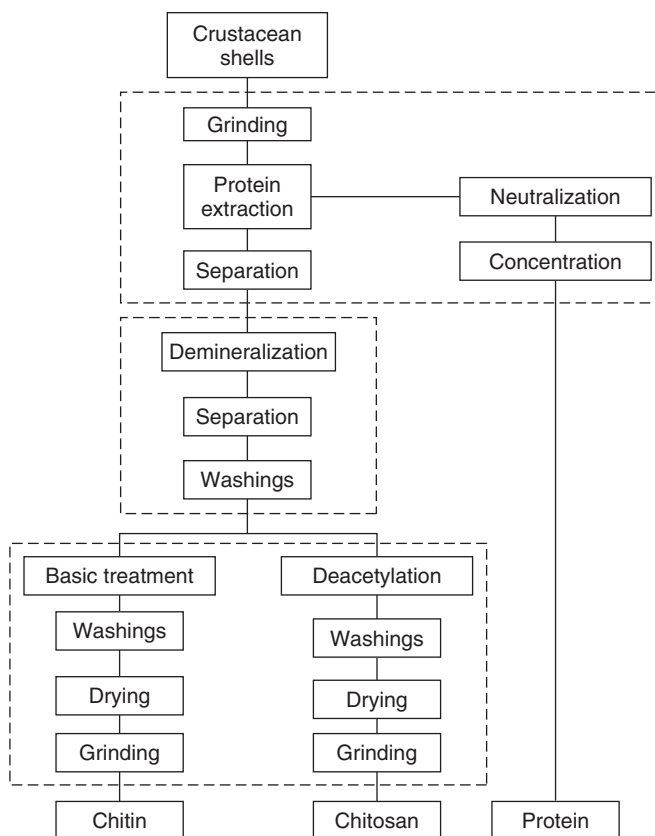 Crustacean
shells
Grinding
Protein
extraction
Neutralization
Separation
Concentration
Demineralization
Separation
Washings
Basic treatment
Deacetylation
Washings
Washings
Drying
Drying
Grinding
Grinding
Chitin
Chitosan
Protein